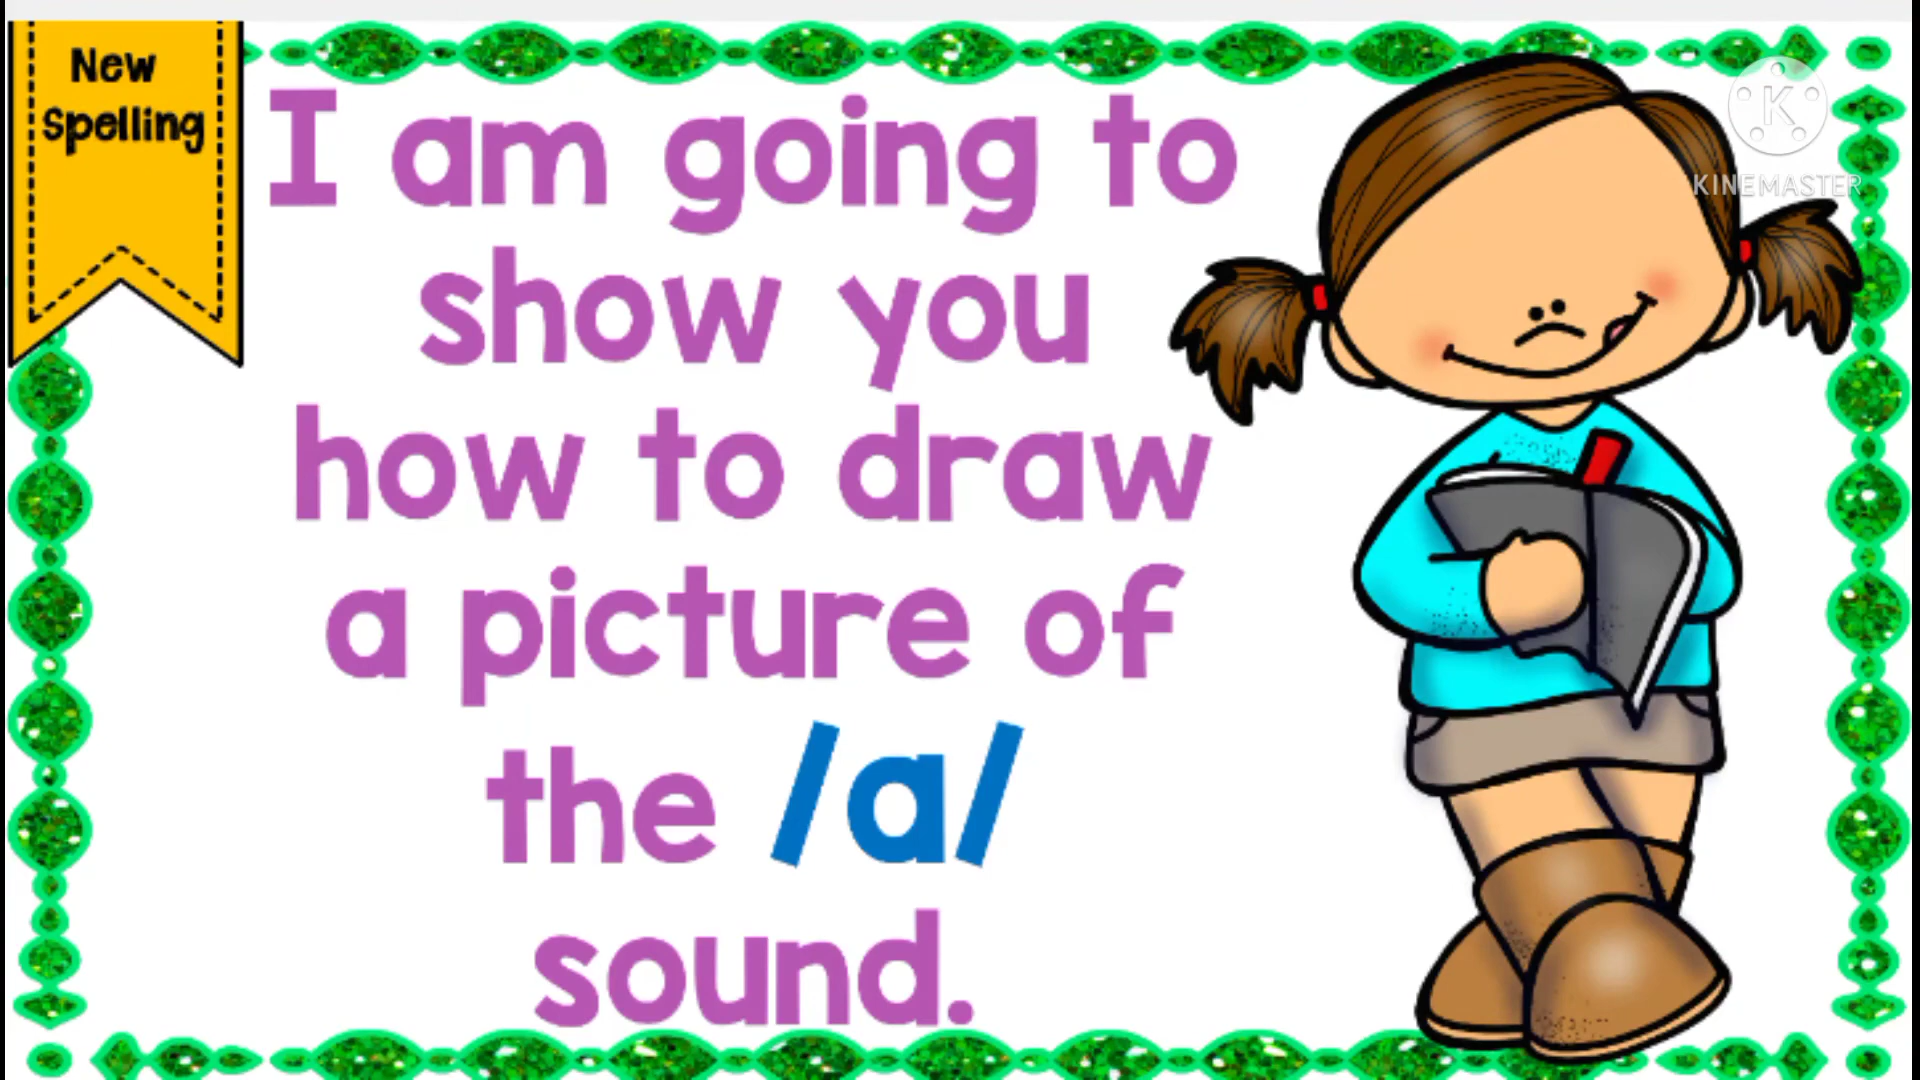 New
Spelling
I am going to
show you
how to draw
a picture of
the /a/
sound.
K
KINEMASTER